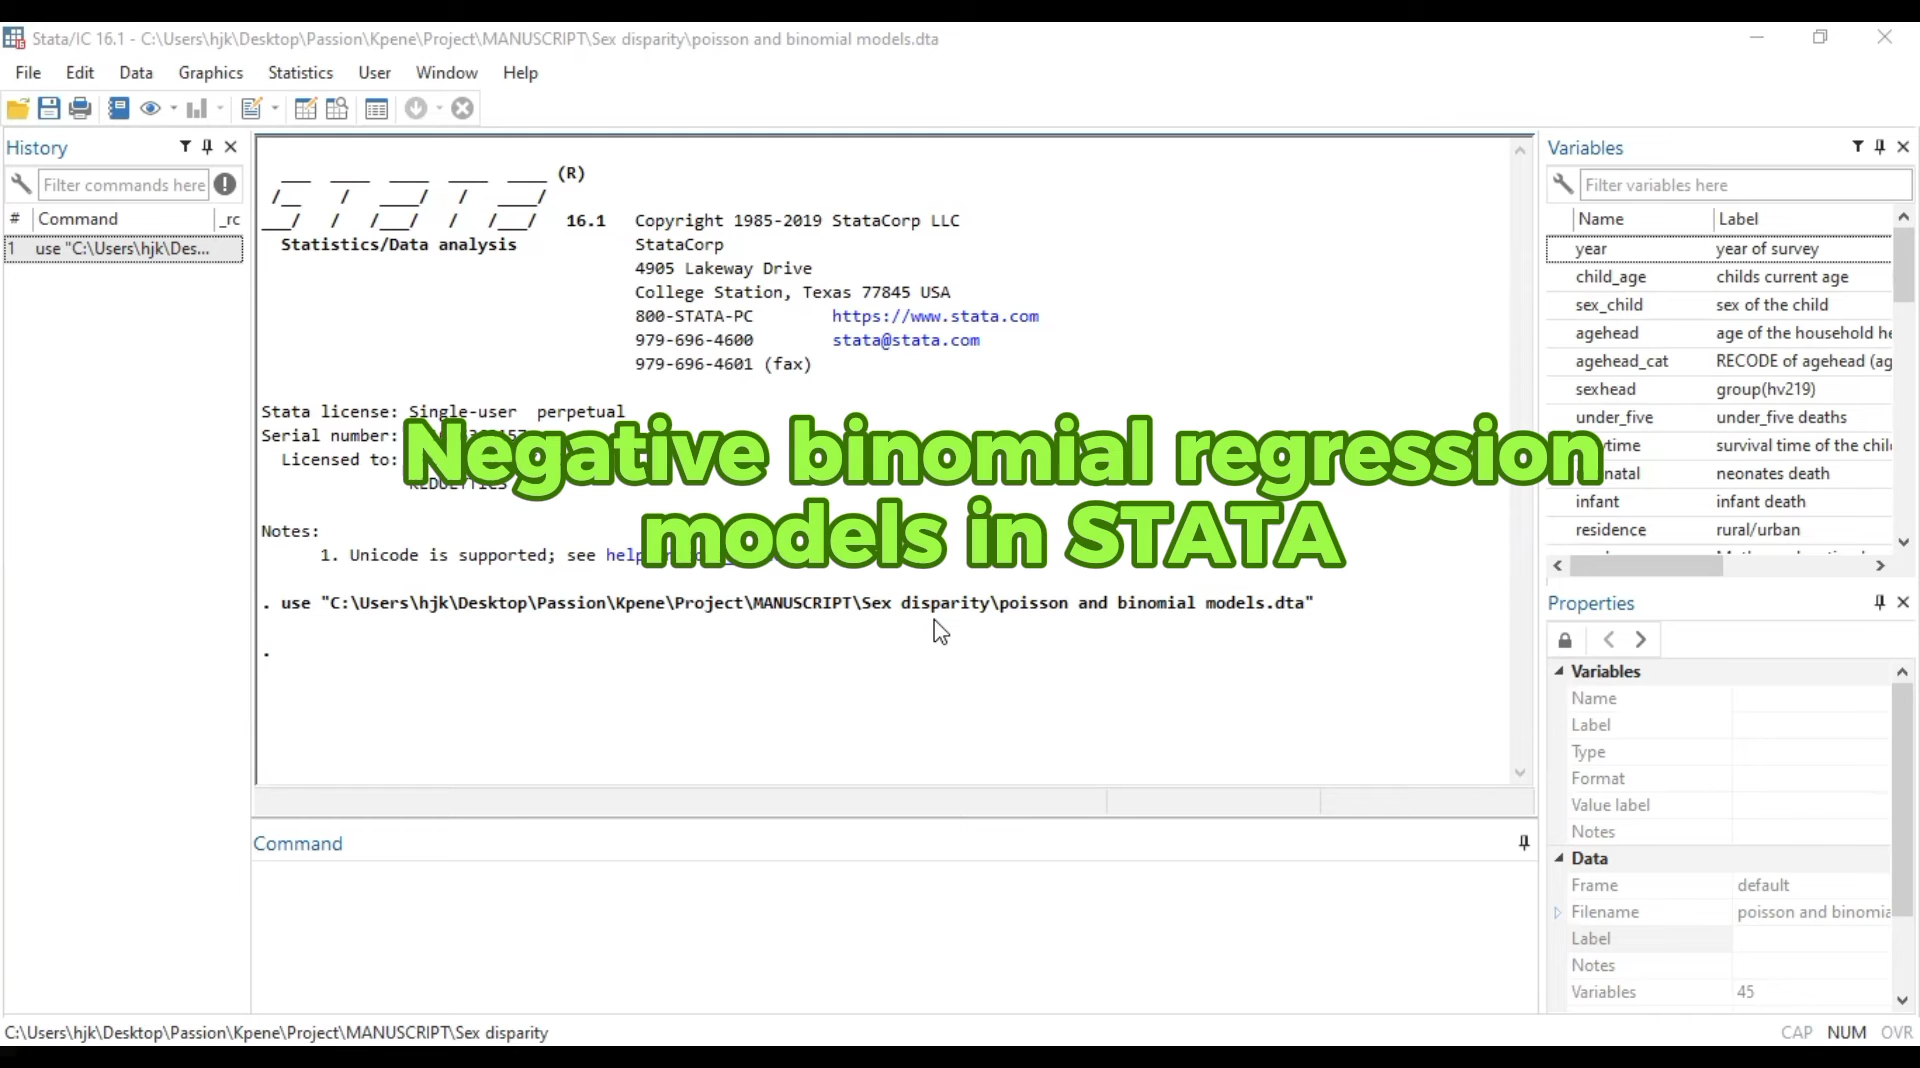 Stata/IC 16.1 - C:\Users\hjk\Desktop\Passion\Kpene\Project\MANUSCRIPT\Sex disparity\poisson and binomial models.dta
File Edit Data Graphics Statistics User Window Help
History
Filter commands here
# Command _rc
1 use "C:\Users\hjk\Des...
(R)
STATA
16.1 Copyright 1985-2019 StataCorp LLC
Statistics/Data analysis StataCorp
4905 Lakeway Drive
College Station, Texas 77845 USA
800-STATA-PC https://www.stata.com
979-696-4600 stata@stata.com
979-696-4601 (fax)
Stata license: Single-user perpetual
Serial number:
Licensed to:
Notes:
1. Unicode is supported; see
Negative binomial regression
models in STATA
. use "C:\Users\hjk\Desktop\Passion\Kpene\Project\MANUSCRIPT\Sex disparity\poisson and binomial models.dta"
.
Command
Variables
Filter variables here
Name Label
year year of survey
child_age childs current age
sex_child sex of the child
agehead age of the household he
agehead_cat RECODE of agehead (ag
sexhead group(hv219)
under_five under_five deaths
survival time of the chil
neonates death
infant infant death
residence rural/urban
Properties
Variables
Name
Label
Type
Format
Value label
Notes
Data
Frame default
Filename poisson and binomia
Label
Notes
Variables 45
C:\Users\hjk\Desktop\Passion\Kpene\Project\MANUSCRIPT\Sex disparity
CAP NUM OVR